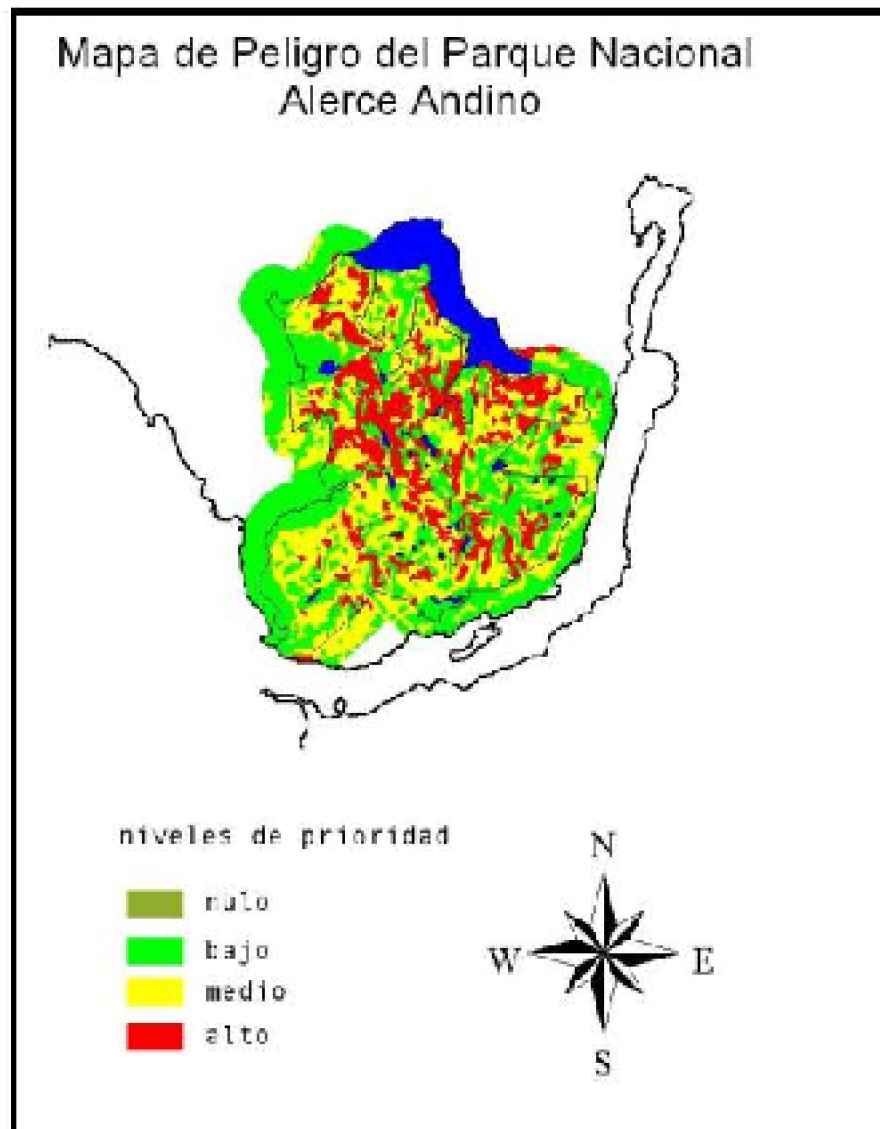 Mapa de Peligro del Parque Nacional
Alerce Andino
niveles de prioridad
nulo
bajo
medio
alto
N
W
E
S